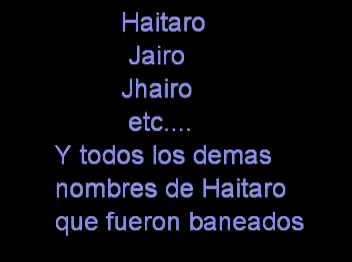 Haitaro
Jairo
Jhairo
etc....
Y todos los demas
nombres de Haitaro
que fueron baneados